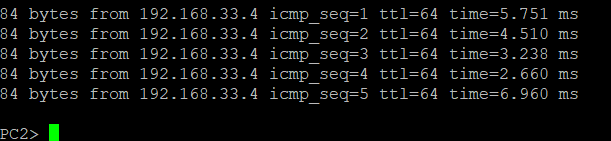 84 bytes from 192.168.33.4 icmp_seq=1 ttl=64 time=5.751 ms
84 bytes from 192.168.33.4 icmp_seq=2 ttl=64 time=4.510 ms
84 bytes from 192.168.33.4 icmp_seq=3 ttl=64 time=3.238 ms
84 bytes from 192.168.33.4 icmp_seq=4 ttl=64 time=2.660 ms
84 bytes from 192.168.33.4 icmp_seq=5 ttl=64 time=6.960 ms
PC2>